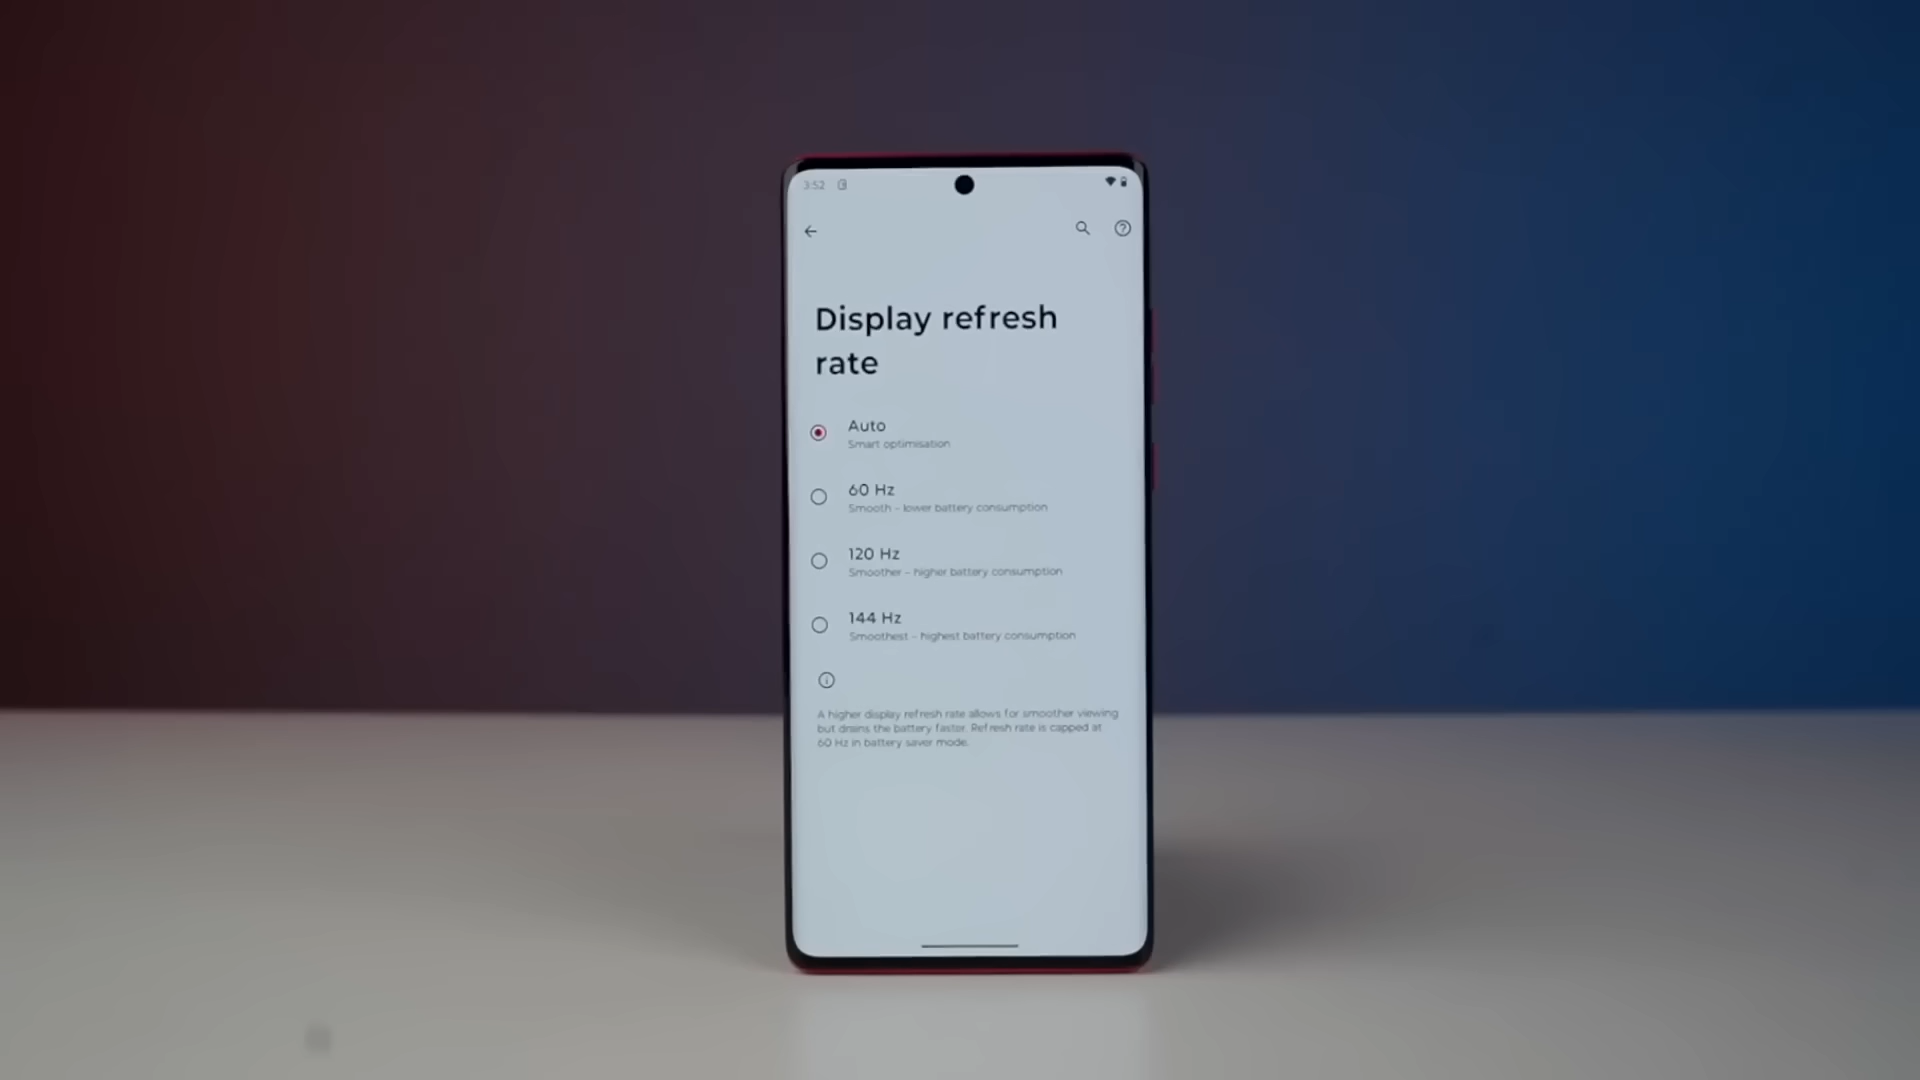 3:52
Display refresh
rate
Auto
Smart optimisation
60 Hz
Smooth – lower battery consumption
120 Hz
Smoother – higher battery consumption
144 Hz
Smoothest – highest battery consumption
A higher display refresh rate allows for smoother viewing
but drains the battery faster. Refresh rate is capped at
60 Hz in battery saver mode.